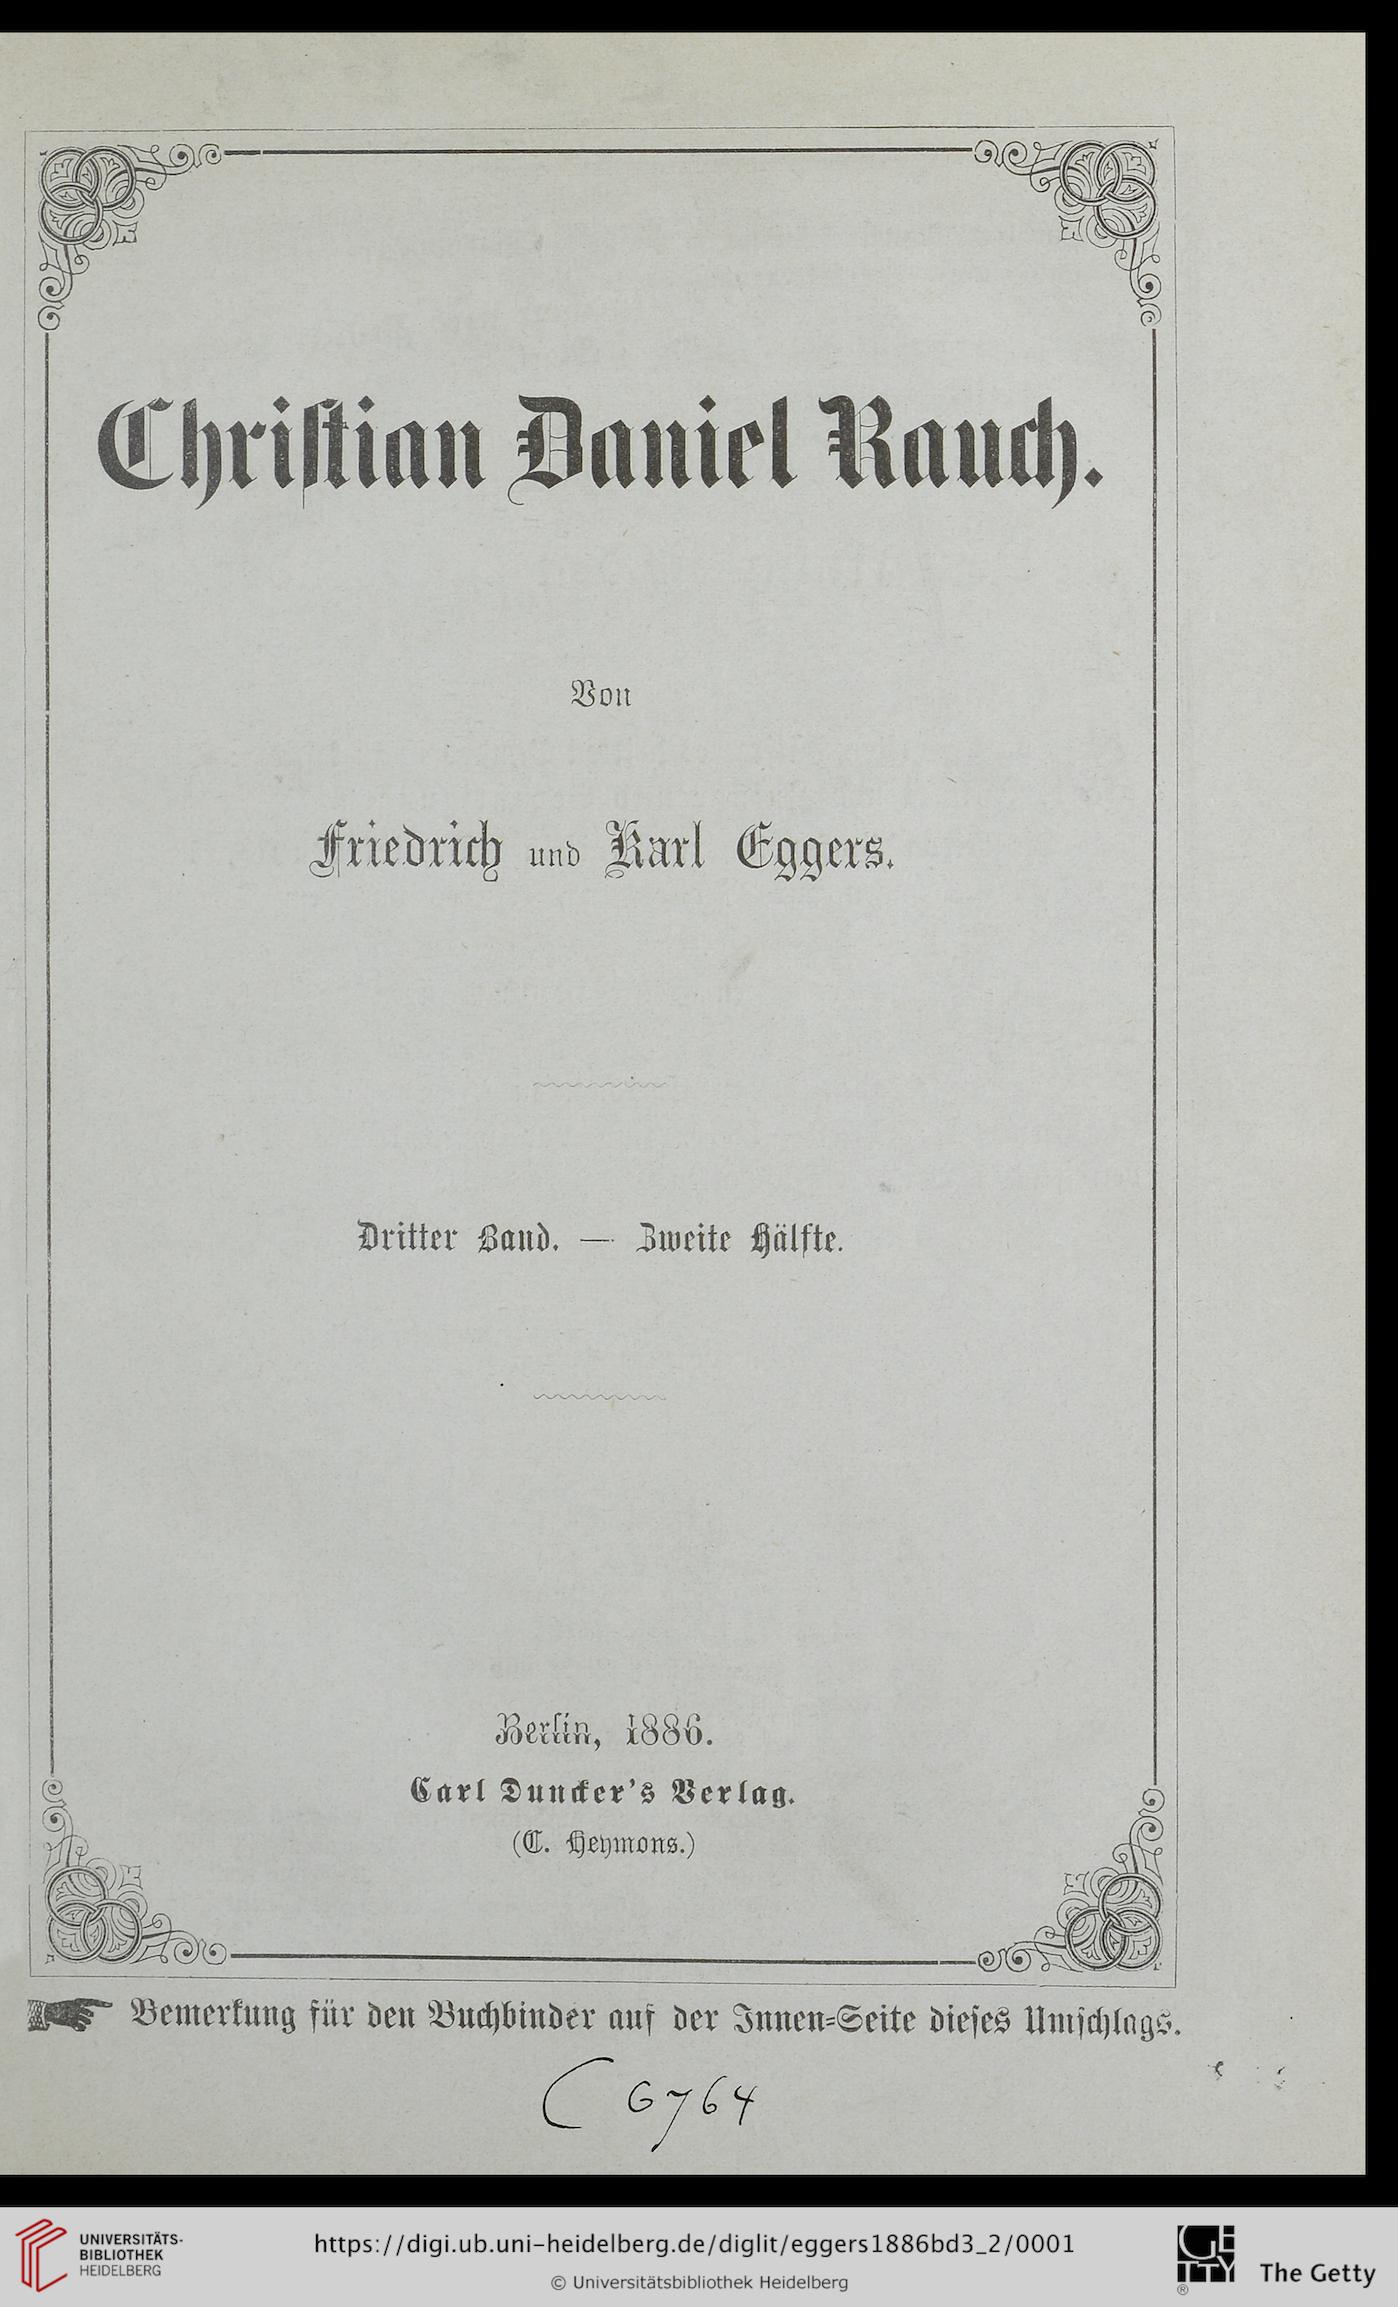 Christian Daniel Rauch.
Von
Friedrich und Karl Eggers.
Dritter Band. — Zweite Hälfte.
Berlin, 1886.
Carl Duncker's Verlag.
(C. Heymons.)
☛ Bemerkung für den Buchbinder auf der Innen=Seite dieses Umschlags.
C 6764
UNIVERSITÄTS-
BIBLIOTHEK
HEIDELBERG
https://digi.ub.uni-heidelberg.de/diglit/eggers1886bd3_2/0001
© Universitätsbibliothek Heidelberg
GETTY
®
The Getty